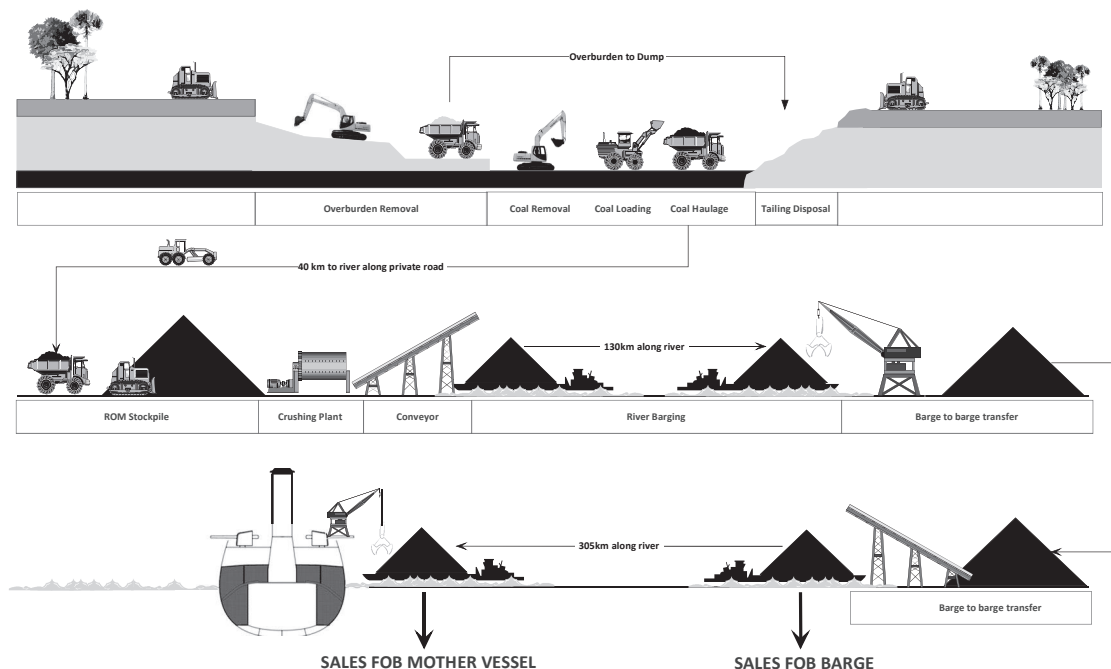 Overburden to Dump
Overburden Removal
Coal Removal
Coal Loading
Coal Haulage
Tailing Disposal
40 km to river along private road
130km along river
ROM Stockpile
Crushing Plant
Conveyor
River Barging
Barge to barge transfer
305km along river
Barge to barge transfer
SALES FOB MOTHER VESSEL
SALES FOB BARGE